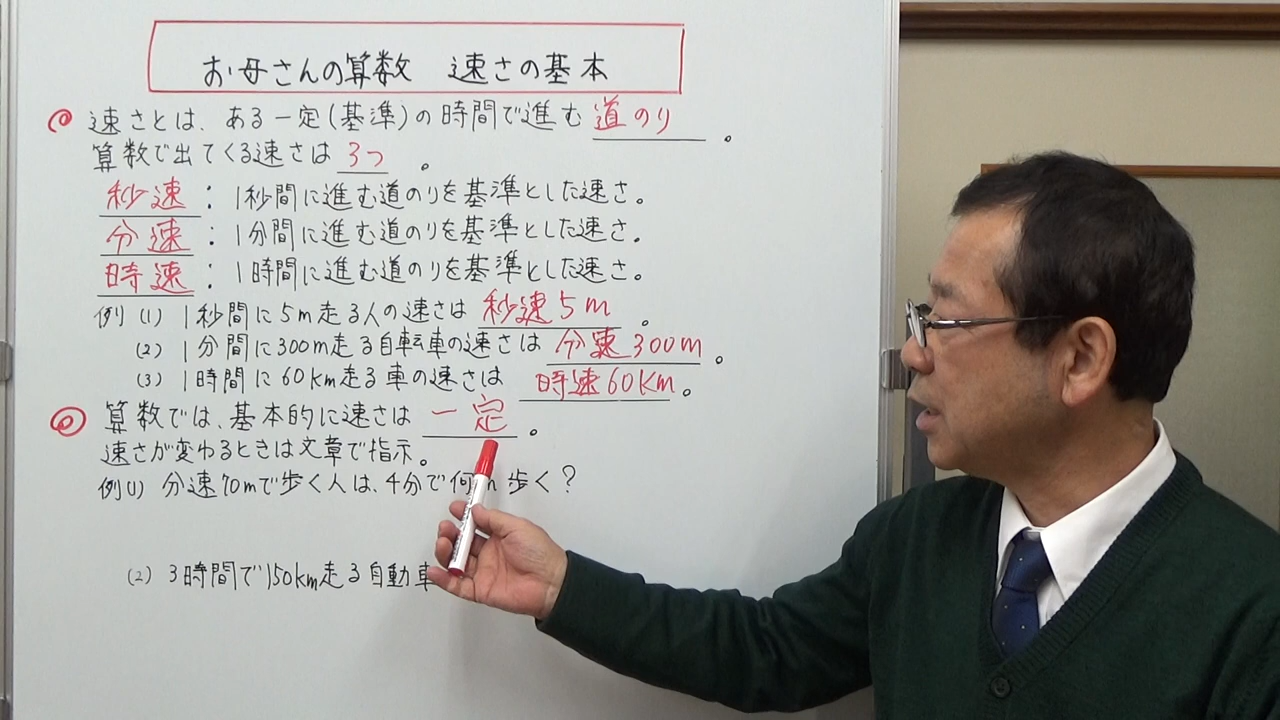 お母さんの算数 速さの基本
速さとは、ある一定(基準)の時間で進む 道のり 。
算数で出てくる速さは 3つ 。
秒速 : 1秒間に進む道のりを基準とした速さ。
分速 : 1分間に進む道のりを基準とした速さ。
時速 : 1時間に進む道のりを基準とした速さ。
例 (1) 1秒間に5m走る人の速さは 秒速5m 。
(2) 1分間に300m走る自転車の速さは 分速300m 。
(3) 1時間に60km走る車の速さは 時速60km 。
算数では、基本的に速さは 一定 。
速さが変わるときは文章で指示。
例(1) 分速70mで歩く人は、4分で何m歩く?
(2) 3時間で150km走る自動車